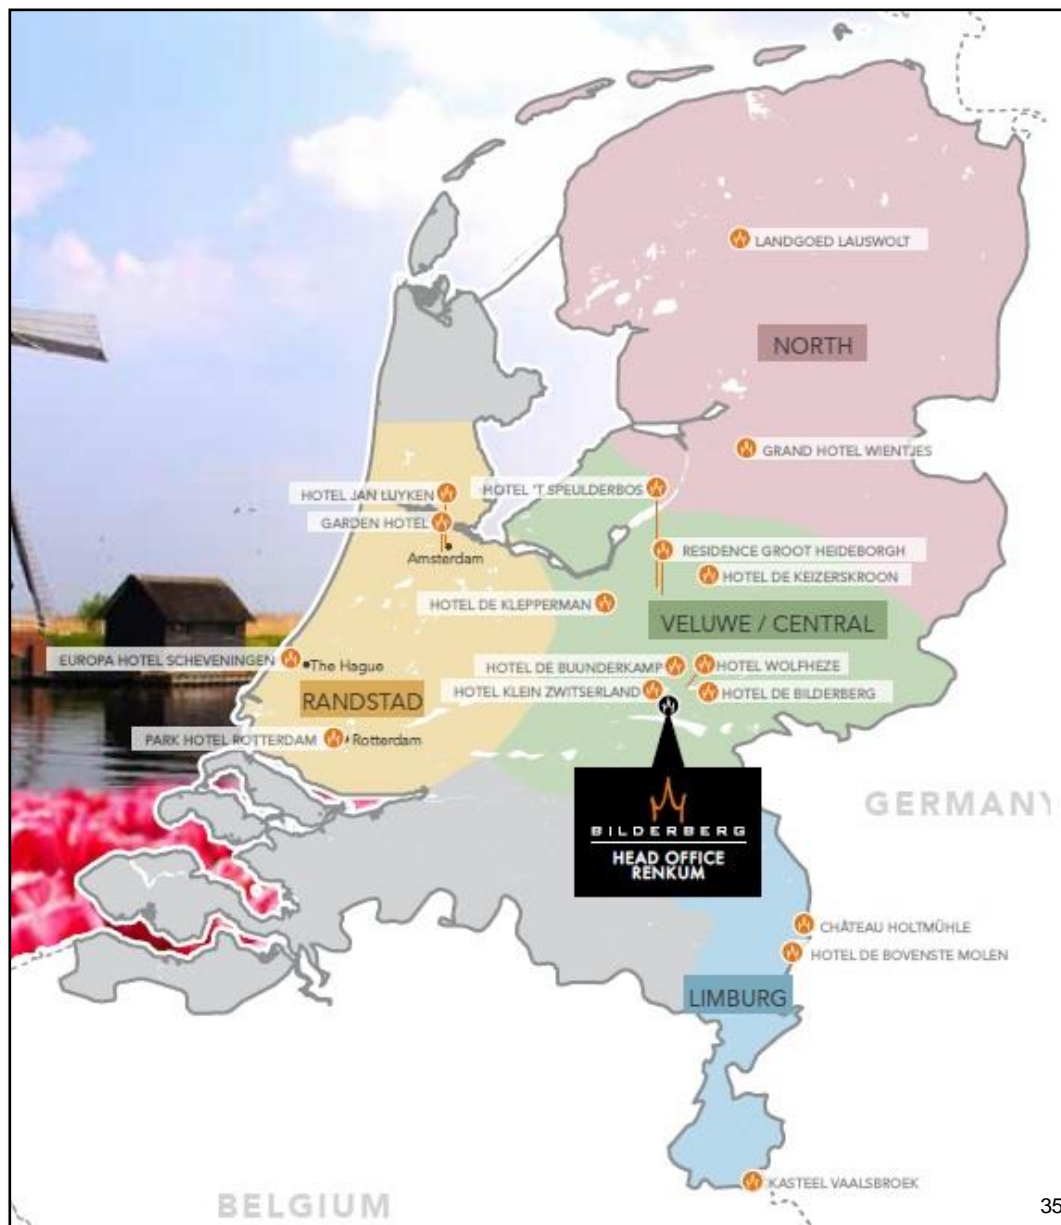 LANDGOED LAUSWOLT
NORTH
GRAND HOTEL WIENTJES
HOTEL JAN LUYKEN
HOTEL 'T SPEULDERBOS
GARDEN HOTEL
Amsterdam
RESIDENCE GROOT HEIDEBORGH
HOTEL DE KEIZERSKROON
HOTEL DE KLEPPERMAN
VELUWE / CENTRAL
EUROPA HOTEL SCHEVENINGEN
The Hague
HOTEL DE BUUNDERKAMP
HOTEL WOLFHEZE
HOTEL KLEIN ZWITSERLAND
HOTEL DE BILDERBERG
RANDSTAD
PARK HOTEL ROTTERDAM
Rotterdam
GERMANY
BILDERBERG
HEAD OFFICE
RENKUM
CHÂTEAU HOLTMÜHLE
HOTEL DE BOVENSTE MOLEN
LIMBURG
KASTEEL VAALSBROEK
BELGIUM
35